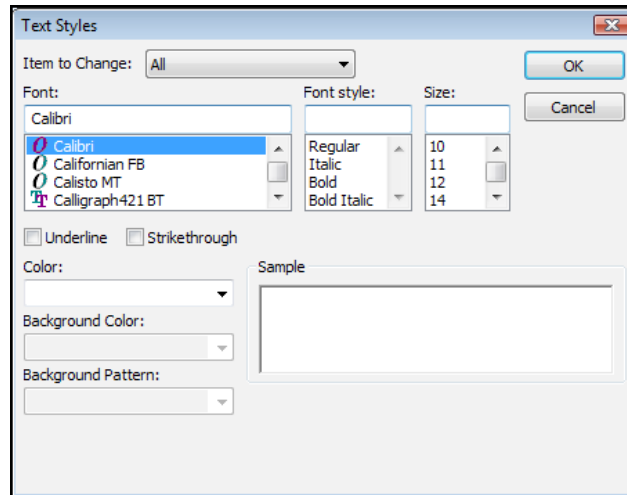 Text Styles
Item to Change: All
OK
Font: Font style: Size:
Cancel
Calibri
Calibri Regular 10
Californian FB Italic 11
Calisto MT Bold 12
Calligraph421 BT Bold Italic 14
Underline Strikethrough
Color: Sample
Background Color:
Background Pattern: